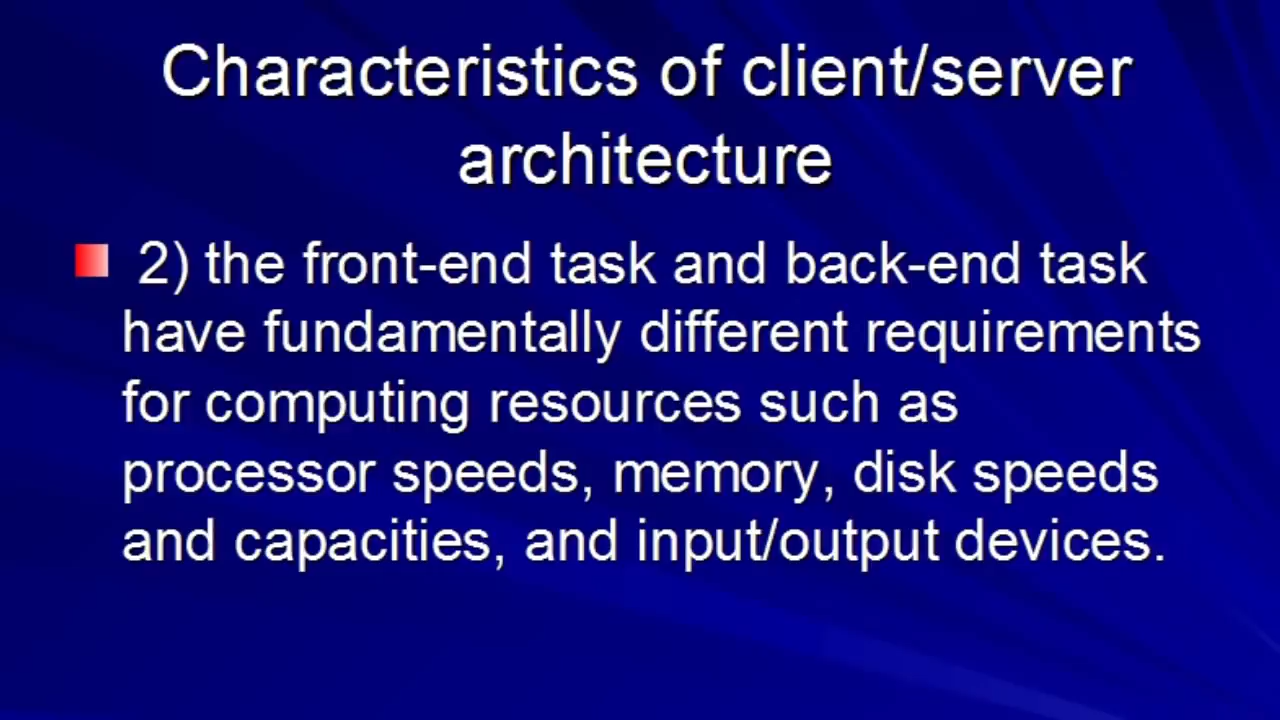 Characteristics of client/server
architecture
2) the front-end task and back-end task
have fundamentally different requirements
for computing resources such as
processor speeds, memory, disk speeds
and capacities, and input/output devices.